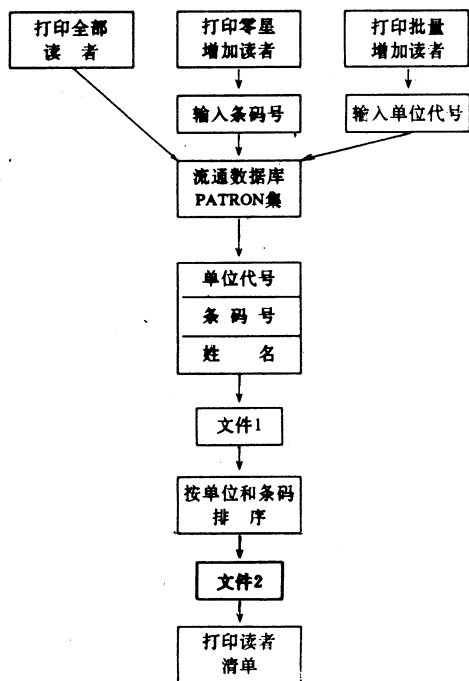 打印全部
读 者
打印零星
增加读者
打印批量
增加读者
输入条码号
输入单位代号
流通数据库
PATRON集
单位代号
条 码 号
姓 名
文件1
按单位和条码
排 序
文件2
打印读者
清单